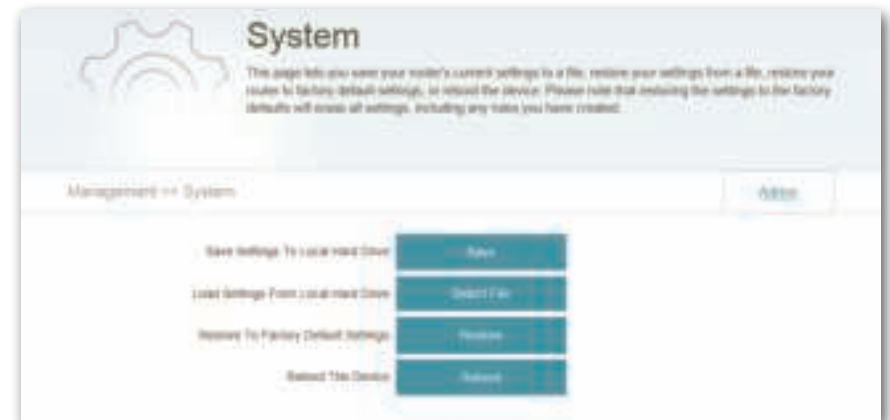 System
This page lets you save your router's current settings to a file, restore your settings from a file, restore your
router to factory default settings, or reboot the device. Please note that restoring the settings to the factory
defaults will erase all settings, including any rules you have created.
Management >> System
Admin
Save Settings To Local Hard Drive
Save
Load Settings From Local Hard Drive
Select File
Restore To Factory Default Settings
Restore
Reboot This Device
Reboot